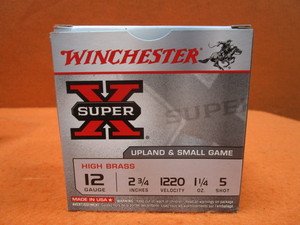 WINCHESTER
SUPER
X
UPLAND & SMALL GAME
HIGH BRASS
12 2 3/4 1220 1 1/4 5
GAUGE INCHES VELOCITY OZ. SHOT
MADE IN USA
WARNING: